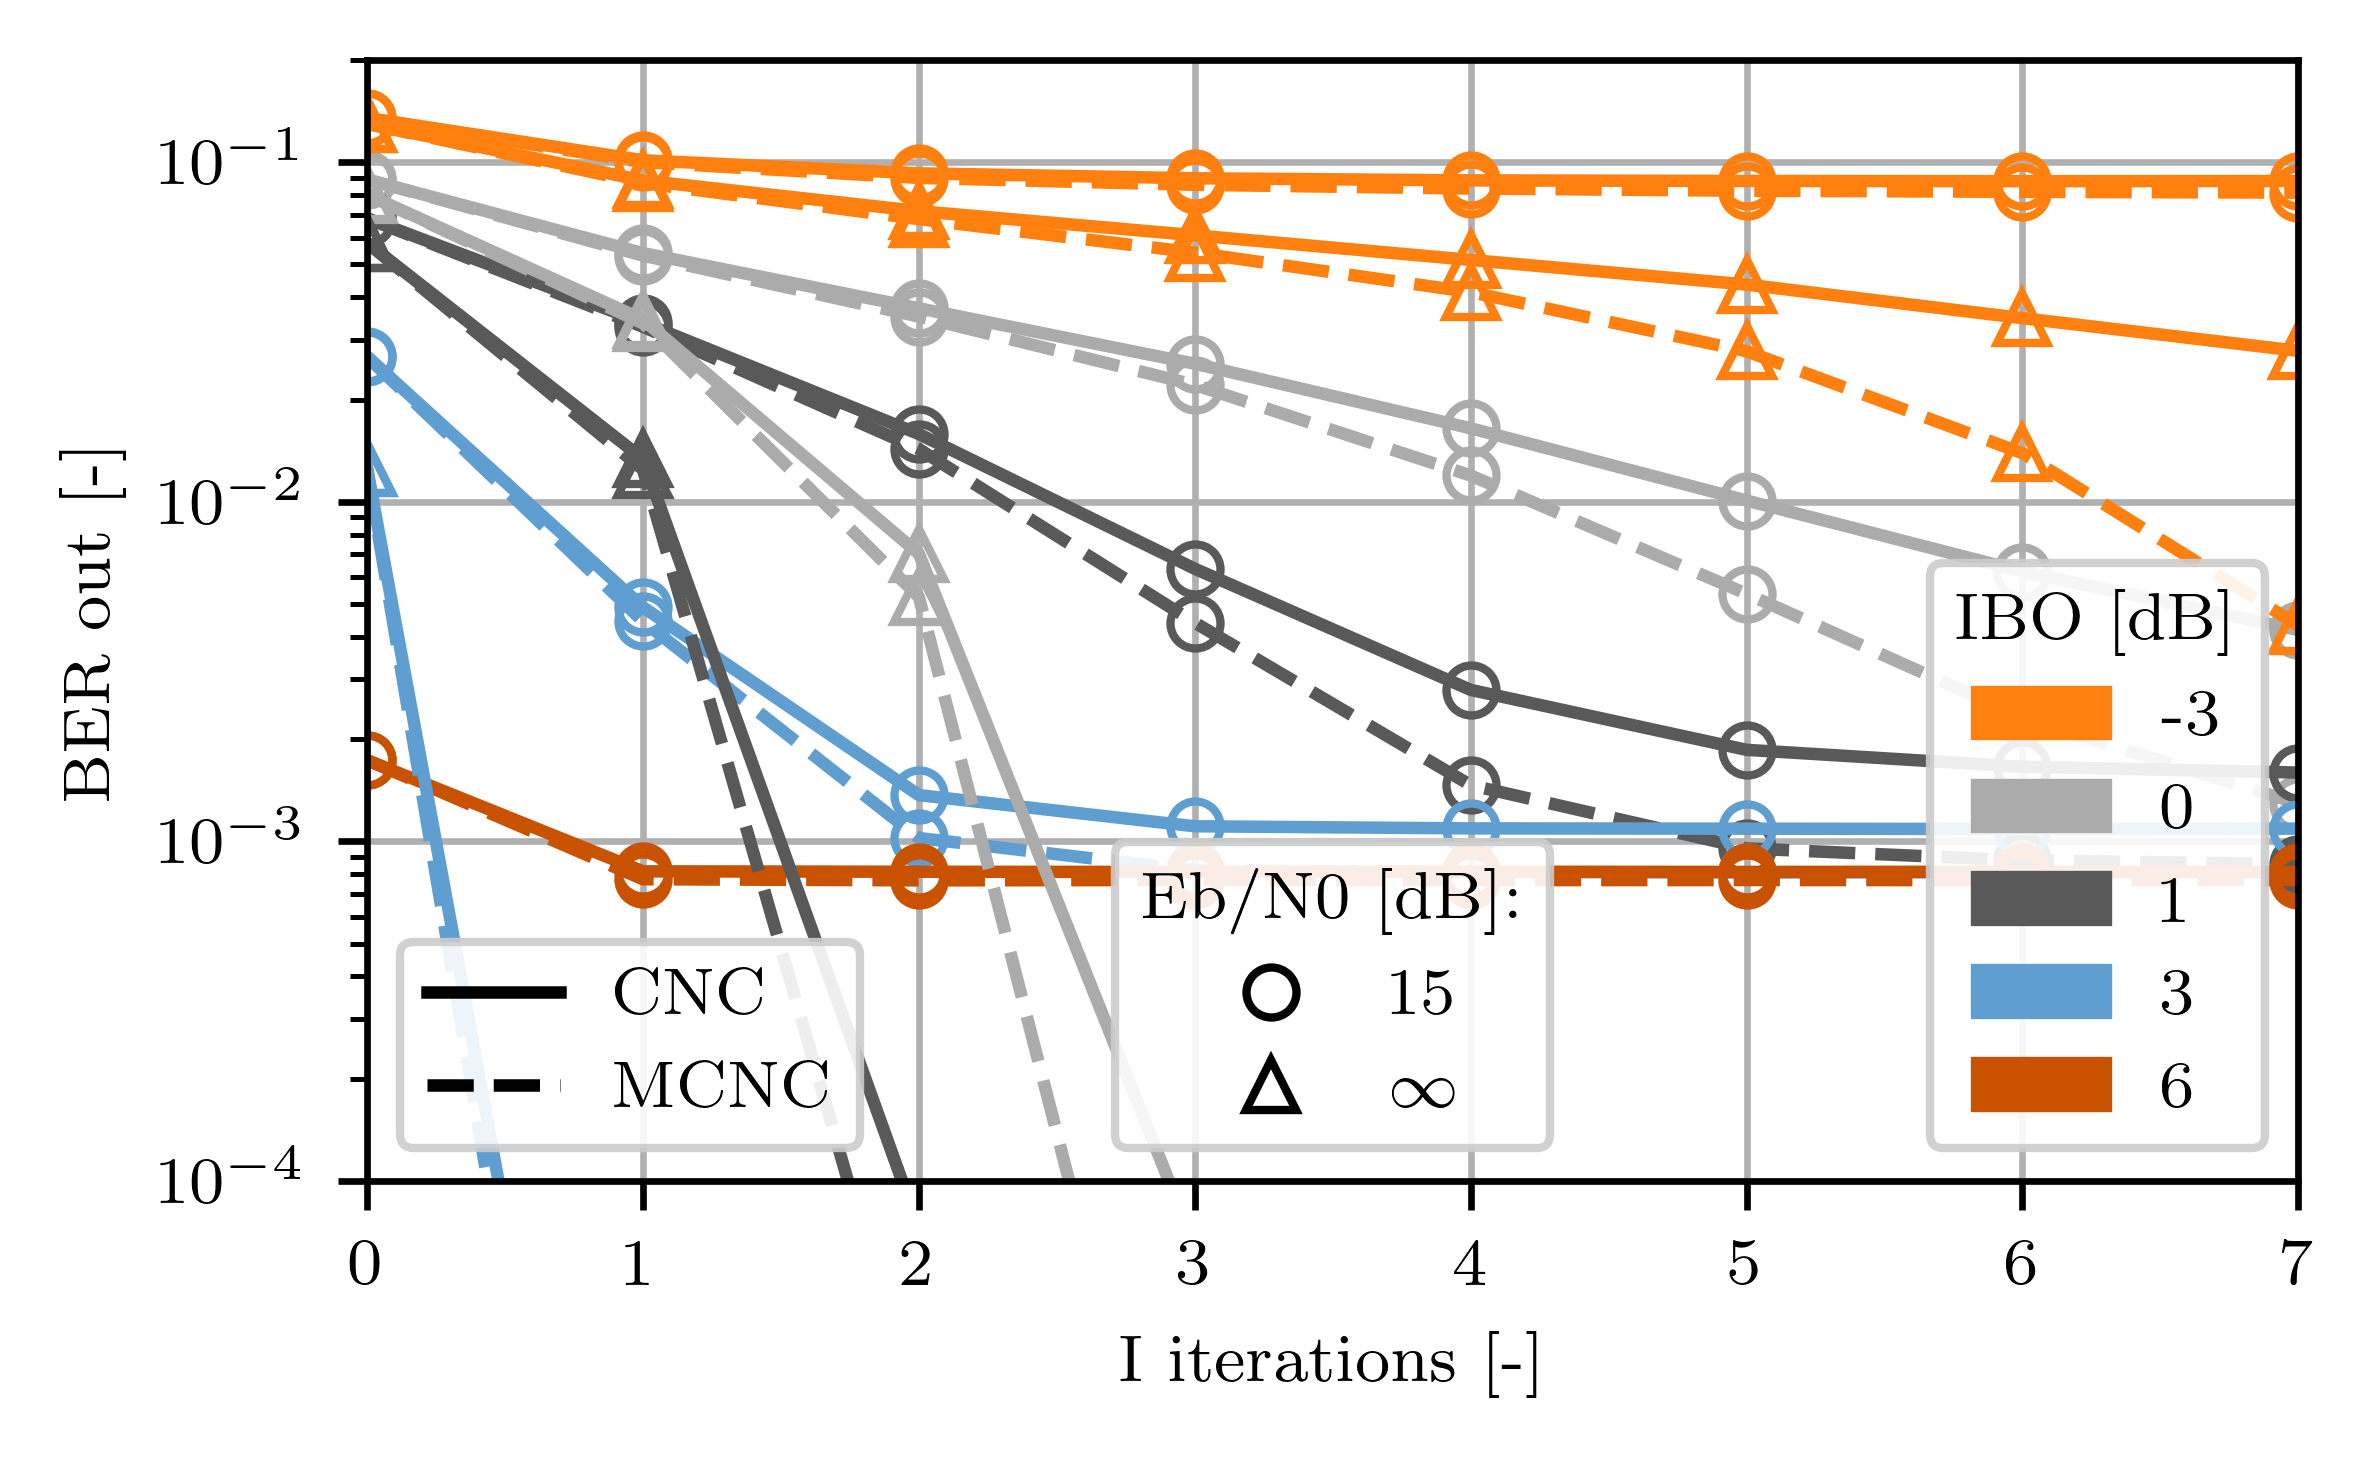 BER out [-]
10⁻¹
10⁻²
10⁻³
10⁻⁴
0 1 2 3 4 5 6 7
I iterations [-]
CNC
MCNC
Eb/N0 [dB]:
15
∞
IBO [dB]
-3
0
1
3
6